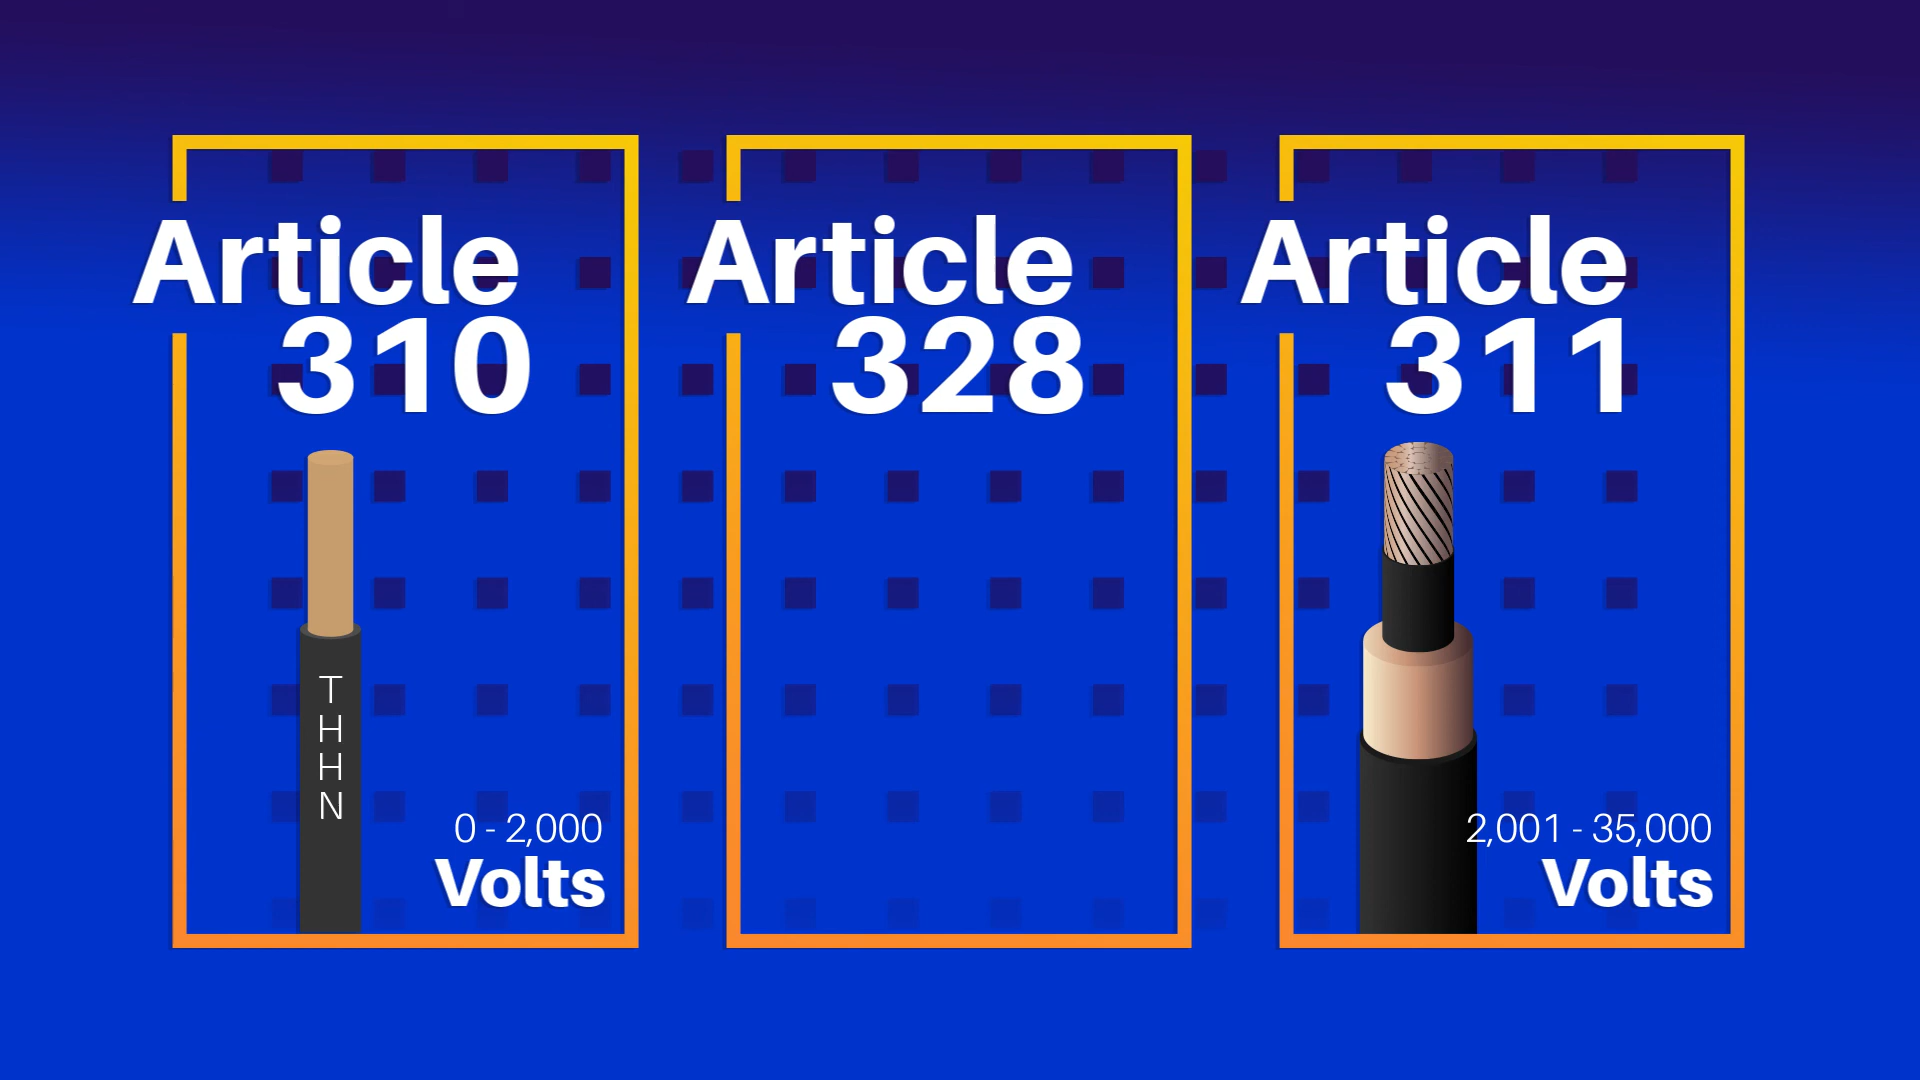 Article
310
T
H
H
N
0 - 2,000
Volts
Article
328
Article
311
2,001 - 35,000
Volts